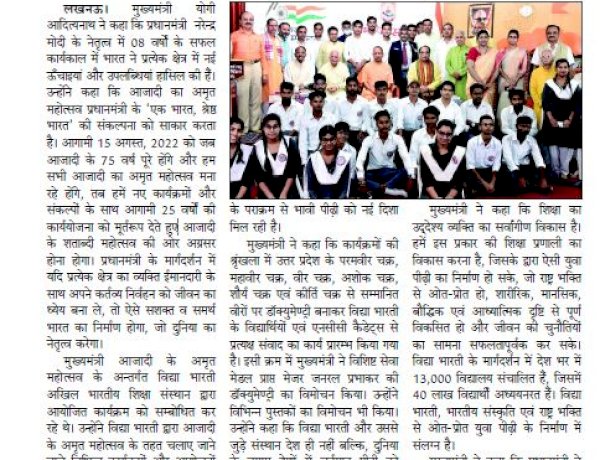 लखनऊ। मुख्यमंत्री योगी
आदित्यनाथ ने कहा कि प्रधानमंत्री नरेन्द्र
मोदी के नेतृत्व में 08 वर्षों के सफल
कार्यकाल में भारत ने प्रत्येक क्षेत्र में नई
ऊँचाइयां और उपलब्धियां हासिल की हैं।
उन्होंने कहा कि आजादी का अमृत
महोत्सव प्रधानमंत्री के 'एक भारत, श्रेष्ठ
भारत' की संकल्पना को साकार करता
है। आगामी 15 अगस्त, 2022 को जब
आजादी के 75 वर्ष पूरे होंगे और हम
सभी आजादी का अमृत महोत्सव मना
रहे होंगे, तब हमें नए कार्यक्रमों और
संकल्पों के साथ आगामी 25 वर्षों की
कार्ययोजना को मूर्तरूप देते हुए आजादी
के शताब्दी महोत्सव की ओर अग्रसर
होना होगा। प्रधानमंत्री के मार्गदर्शन में
यदि प्रत्येक क्षेत्र का व्यक्ति ईमानदारी के
साथ अपने कर्तव्य निर्वहन को जीवन का
ध्येय बना ले, तो ऐसे सशक्त व समर्थ
भारत का निर्माण होगा, जो दुनिया का
नेतृत्व करेगा।
मुख्यमंत्री आजादी के अमृत
महोत्सव के अन्तर्गत विद्या भारती
अखिल भारतीय शिक्षा संस्थान द्वारा
आयोजित कार्यक्रम को सम्बोधित कर
रहे थे। उन्होंने विद्या भारती द्वारा आजादी
के अमृत महोत्सव के तहत चलाए जाने
के पराक्रम से भावी पीढ़ी को नई दिशा
मिल रही है।
मुख्यमंत्री ने कहा कि कार्यक्रमों की
श्रृंखला में उत्तर प्रदेश के परमवीर चक्र,
महावीर चक्र, वीर चक्र, अशोक चक्र,
शौर्य चक्र एवं कीर्ति चक्र से सम्मानित
वीरों पर डॉक्युमेण्ट्री बनाकर विद्या भारती
के विद्यार्थियों एवं एनसीसी कैडेट्स से
प्रत्यक्ष संवाद का कार्य प्रारम्भ किया गया
है। इसी क्रम में मुख्यमंत्री ने विशिष्ट सेवा
मेडल प्राप्त मेजर जनरल प्रभाकर की
डॉक्युमेण्ट्री का विमोचन किया। उन्होंने
विभिन्न पुस्तकों का विमोचन भी किया।
उन्होंने कहा कि विद्या भारती और उससे
जुड़े संस्थान देश ही नहीं बल्कि, दुनिया
मुख्यमंत्री ने कहा कि शिक्षा का
उद्देश्य व्यक्ति का सर्वांगीण विकास है।
हमें इस प्रकार की शिक्षा प्रणाली का
विकास करना है, जिसके द्वारा ऐसी युवा
पीढ़ी का निर्माण हो सके, जो राष्ट्र भक्ति
से ओत-प्रोत हो, शारीरिक, मानसिक,
बौद्धिक एवं आध्यात्मिक दृष्टि से पूर्ण
विकसित हो और जीवन की चुनौतियों
का सामना सफलतापूर्वक कर सके।
विद्या भारती के मार्गदर्शन में देश भर में
13,000 विद्यालय संचालित हैं, जिसमें
40 लाख विद्यार्थी अध्ययनरत हैं। विद्या
भारती, भारतीय संस्कृति एवं राष्ट्र भक्ति
से ओत-प्रोत युवा पीढ़ी के निर्माण में
संलग्न है।